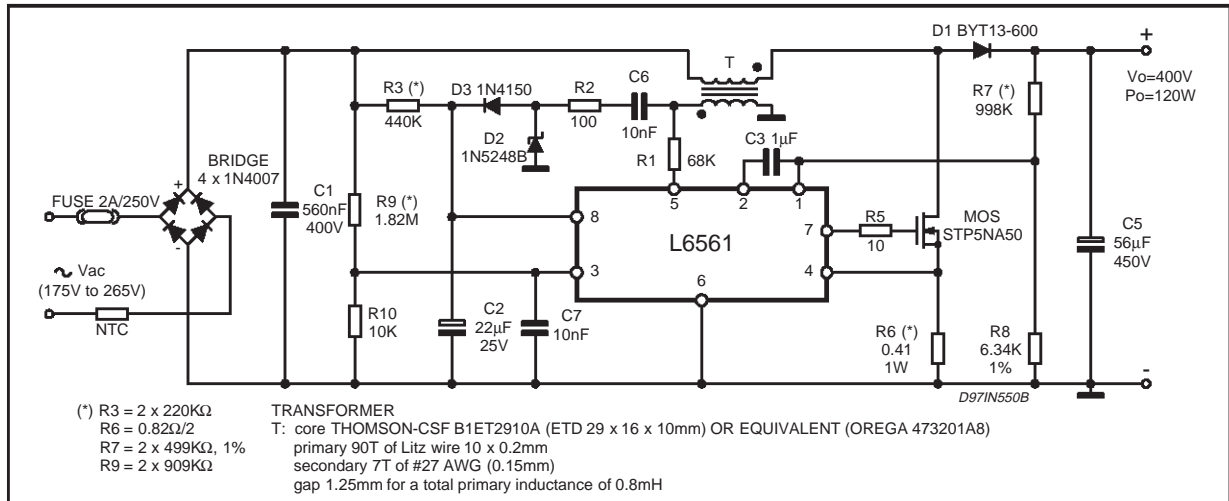 D1 BYT13-600
+
Vo=400V
Po=120W
T
R3 (*)
440K
D3 1N4150
R2
100
C6
10nF
R7 (*)
998K
D2
1N5248B
C3 1µF
R1
68K
BRIDGE
4 x 1N4007
+
-
FUSE 2A/250V
C1
560nF
400V
R9 (*)
1.82M
5
2
1
8
3
L6561
7
4
6
R5
10
MOS
STP5NA50
C5
56µF
450V
Vac
(175V to 265V)
NTC
R10
10K
C2
22µF
25V
C7
10nF
R6 (*)
0.41
1W
R8
6.34K
1%
-
D97IN550B
(*) R3 = 2 x 220KΩ
R6 = 0.82Ω/2
R7 = 2 x 499KΩ, 1%
R9 = 2 x 909KΩ
TRANSFORMER
T: core THOMSON-CSF B1ET2910A (ETD 29 x 16 x 10mm) OR EQUIVALENT (OREGA 473201A8)
primary 90T of Litz wire 10 x 0.2mm
secondary 7T of #27 AWG (0.15mm)
gap 1.25mm for a total primary inductance of 0.8mH